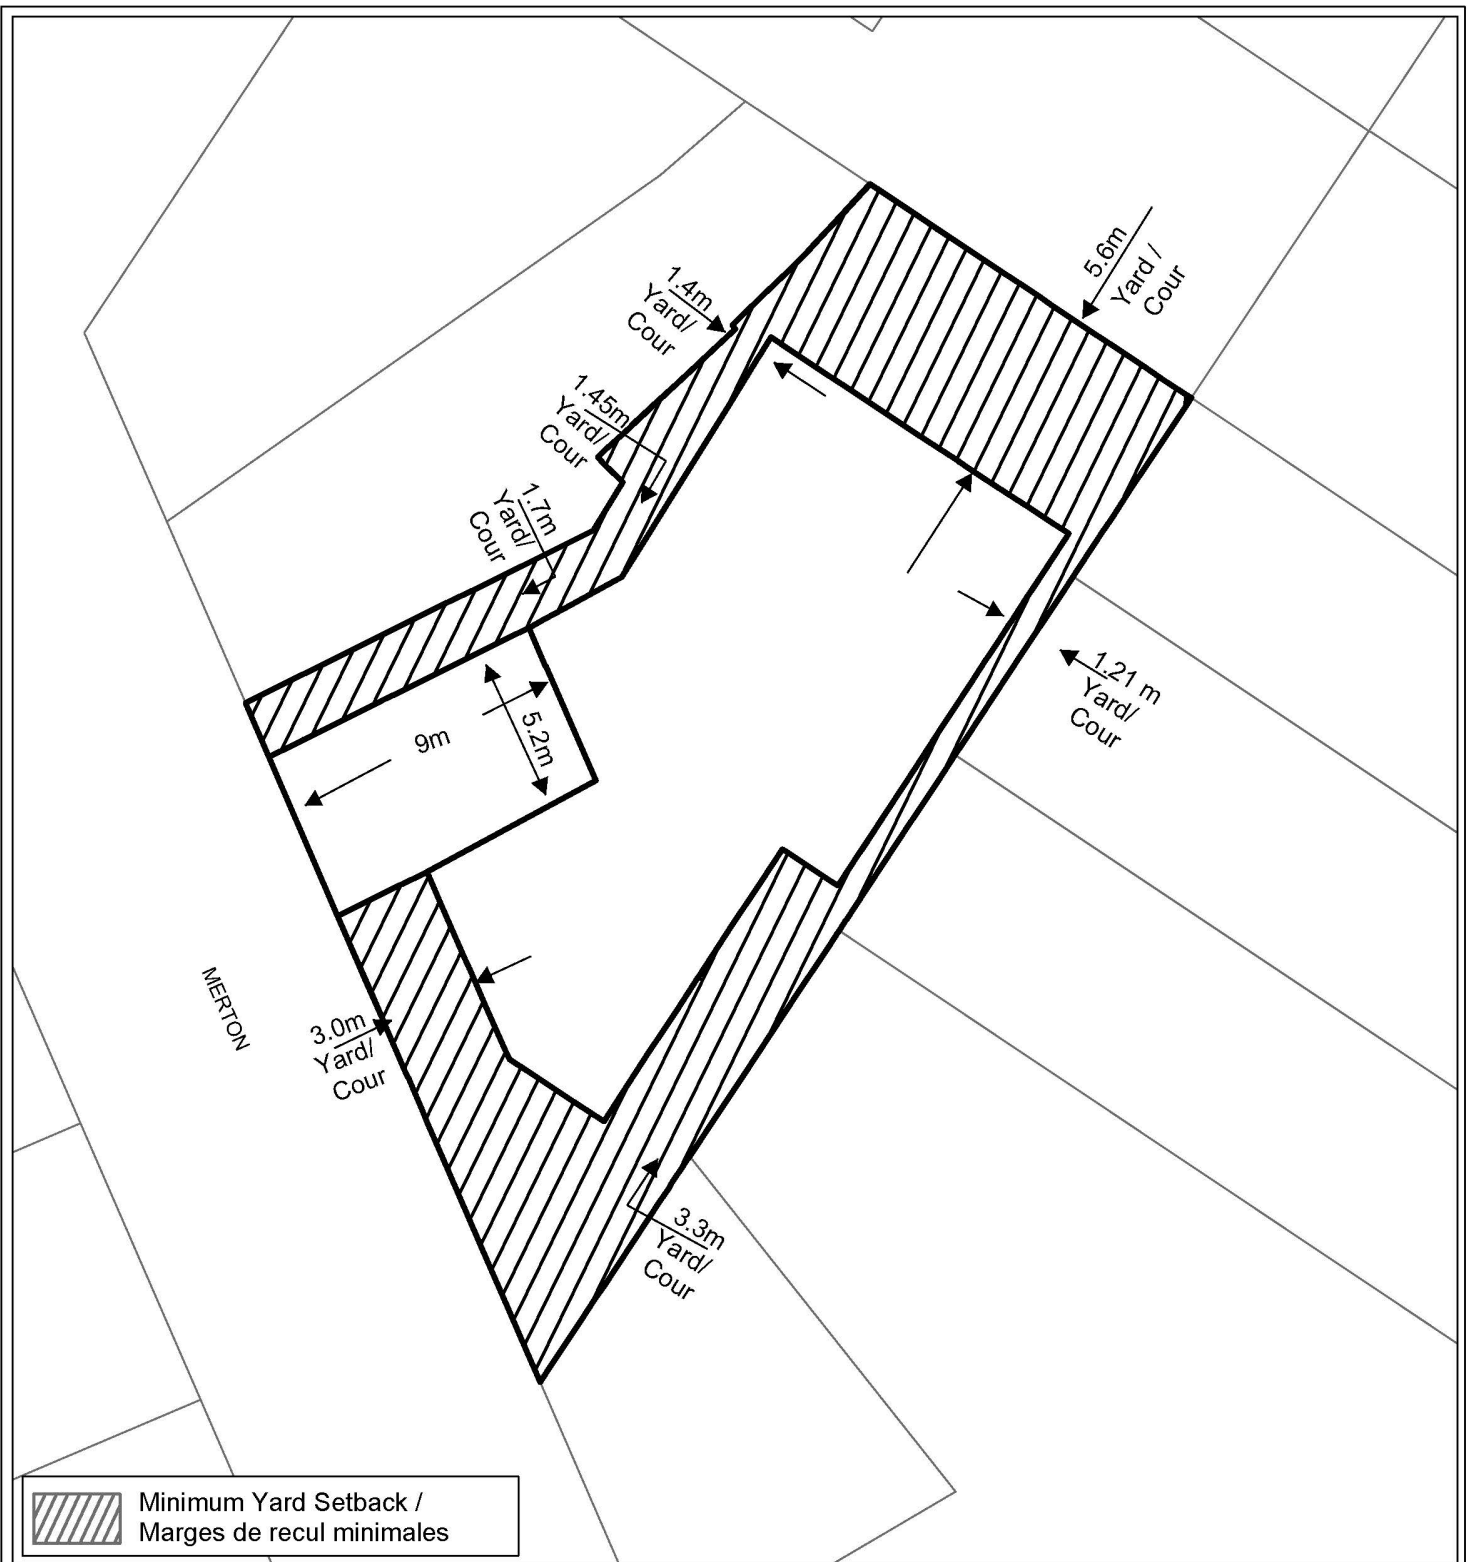 5.6m
Yard /
Cour
1.4m
Yard/
Cour
1.45m
Yard/
Cour
1.7m
Yard/
Cour
1.21 m
Yard/
Cour
9m
5.2m
MERTON
3.0m
Yard/
Cour
3.3m
Yard/
Cour
Minimum Yard Setback /
Marges de recul minimales